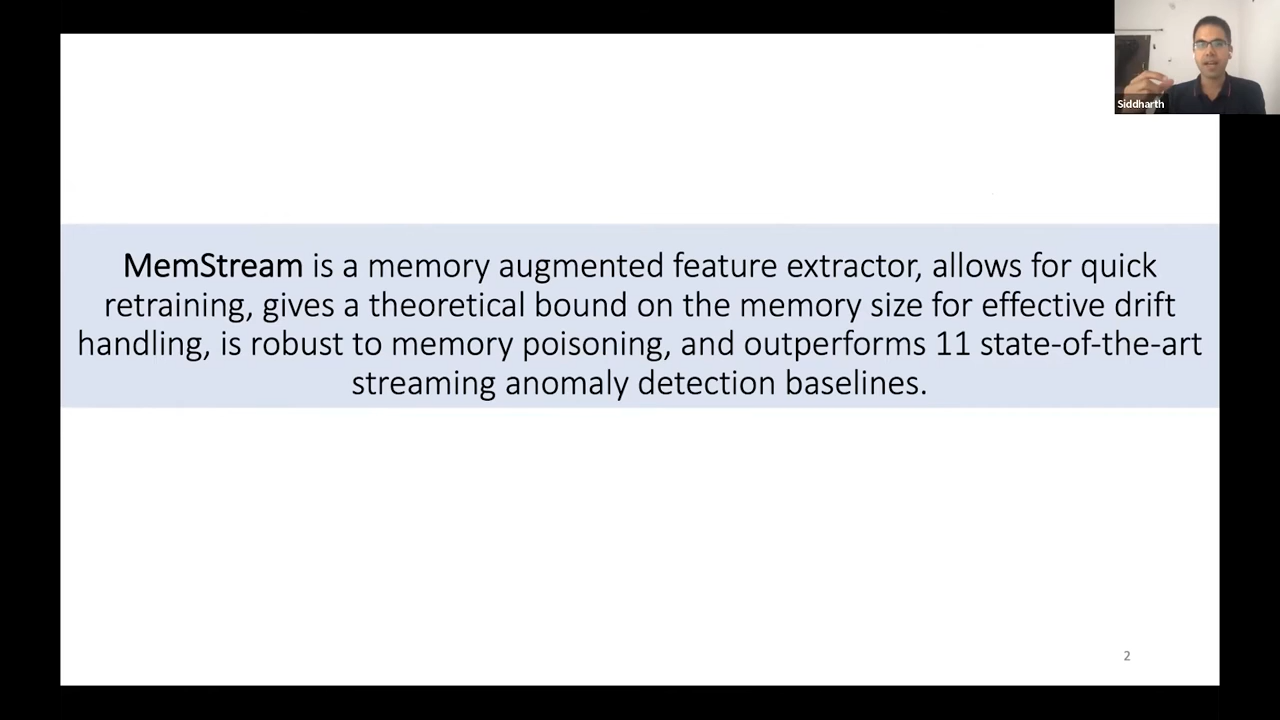 Siddharth
MemStream is a memory augmented feature extractor, allows for quick
retraining, gives a theoretical bound on the memory size for effective drift
handling, is robust to memory poisoning, and outperforms 11 state-of-the-art
streaming anomaly detection baselines.
2